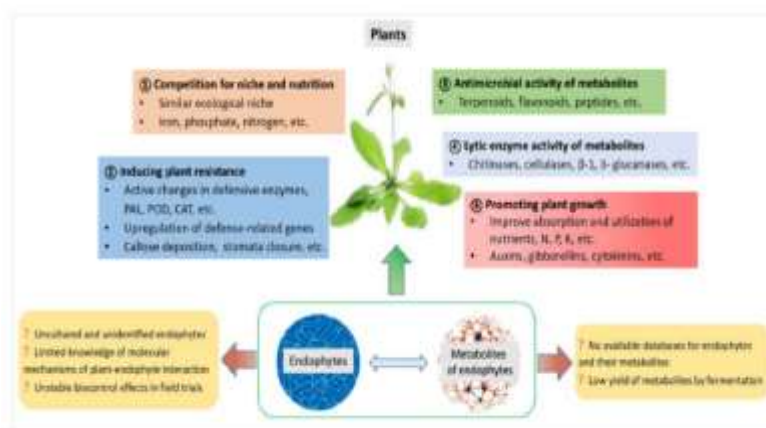 Plants
① Competition for niche and nutrition
• Similar ecological niche
• Iron, phosphate, nitrogen, etc.
② Inducing plant resistance
• Active changes in defensive enzymes,
PAL, POD, CAT, etc.
• Upregulation of defense-related genes
• Callose deposition, stomata closure, etc.
③ Antimicrobial activity of metabolites
• Terpenoids, flavonoids, peptides, etc.
④ Lytic enzyme activity of metabolites
• Chitinases, cellulases, β-1, 3- glucanases, etc.
⑤ Promoting plant growth
• Improve absorption and utilization of
nutrients, N, P, K, etc.
• Auxins, gibberellins, cytokinins, etc.
? Uncultured and unidentified endophytes
? Limited knowledge of molecular
mechanisms of plant-endophyte interaction
? Unstable biocontrol effects in field trials
Endaphytes
Metabolites
of endephytes
? No available databases for endophytes
and their metabolites
? Low yield of metabolites by fermentation